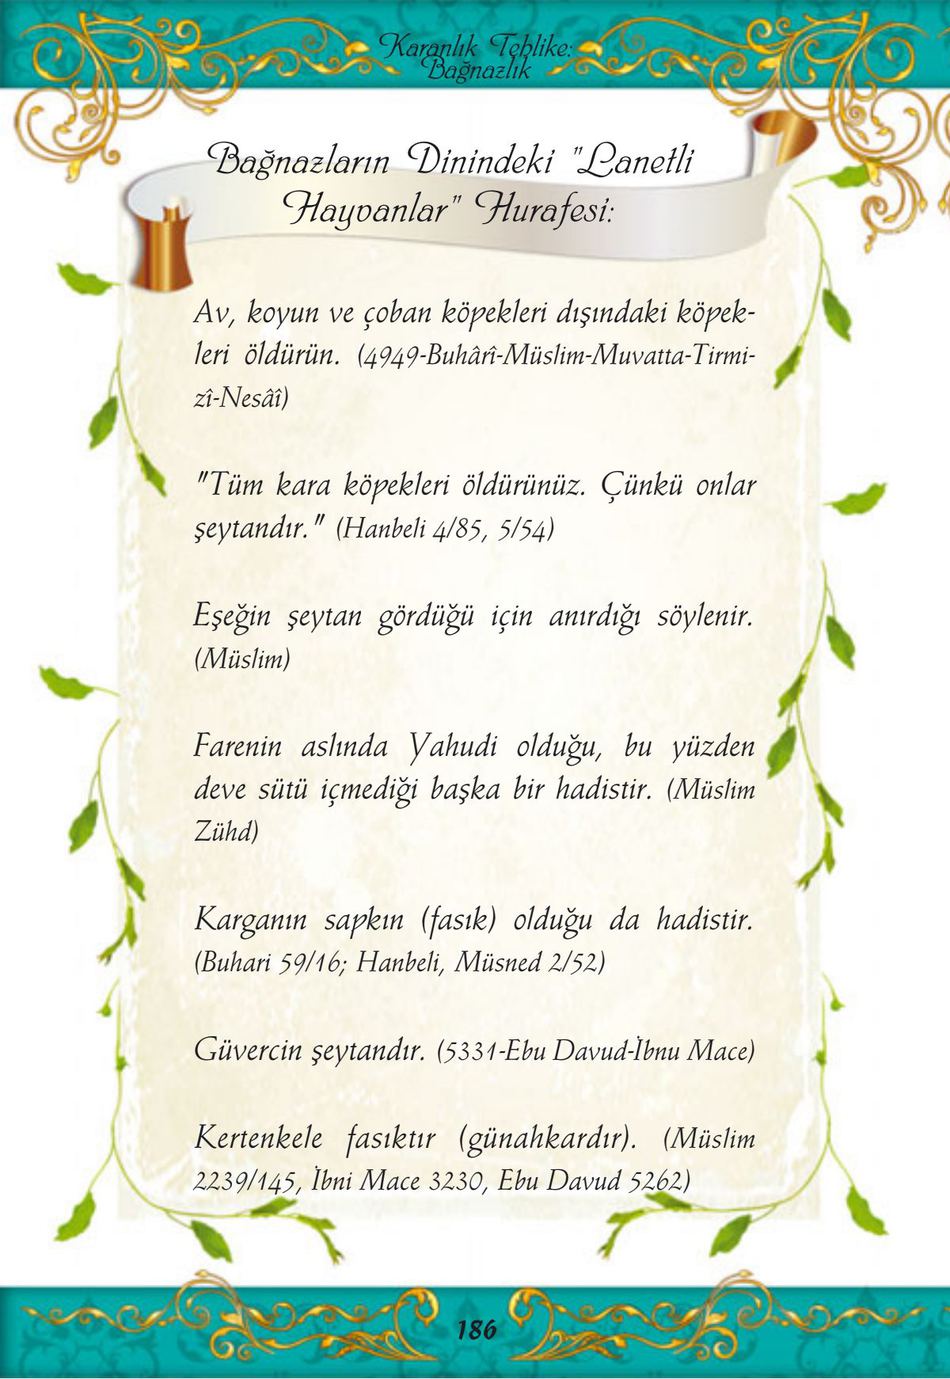 Karanlık Tehlike:
Bağnazlık
Bağnazların Dinindeki "Lanetli
Hayvanlar" Hurafesi:
Av, koyun ve çoban köpekleri dışındaki köpek-
leri öldürün. (4949-Buhârî-Müslim-Muvatta-Tirmi-
zî-Nesâî)
"Tüm kara köpekleri öldürünüz. Çünkü onlar
şeytandır." (Hanbeli 4/85, 5/54)
Eşeğin şeytan gördüğü için anırdığı söylenir.
(Müslim)
Farenin aslında Yahudi olduğu, bu yüzden
deve sütü içmediği başka bir hadistir. (Müslim
Zühd)
Karganın sapkın (fasık) olduğu da hadistir.
(Buhari 59/16; Hanbeli, Müsned 2/52)
Güvercin şeytandır. (5331-Ebu Davud-İbnu Mace)
Kertenkele fasıktır (günahkardır). (Müslim
2239/145, İbni Mace 3230, Ebu Davud 5262)
186